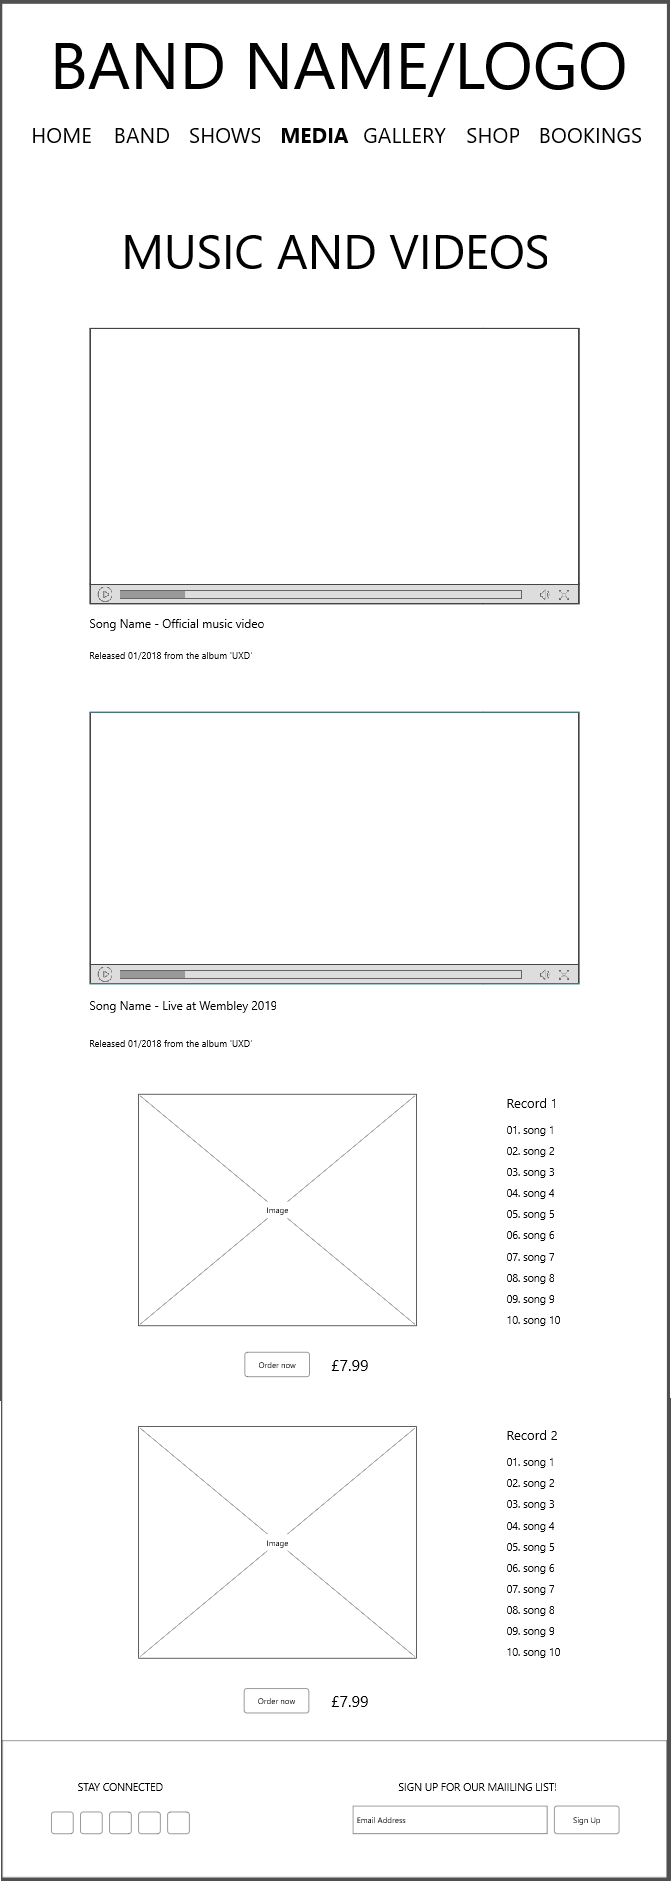 BAND NAME/LOGO
HOME BAND SHOWS MEDIA GALLERY SHOP BOOKINGS
MUSIC AND VIDEOS
Song Name - Official music video
Released 01/2018 from the album 'UXD'
Song Name - Live at Wembley 2019
Released 01/2018 from the album 'UXD'
Image
Order now £7.99
Record 1
01. song 1
02. song 2
03. song 3
04. song 4
05. song 5
06. song 6
07. song 7
08. song 8
09. song 9
10. song 10
Image
Order now £7.99
Record 2
01. song 1
02. song 2
03. song 3
04. song 4
05. song 5
06. song 6
07. song 7
08. song 8
09. song 9
10. song 10
STAY CONNECTED
SIGN UP FOR OUR MAIILING LIST!
Email Address Sign Up